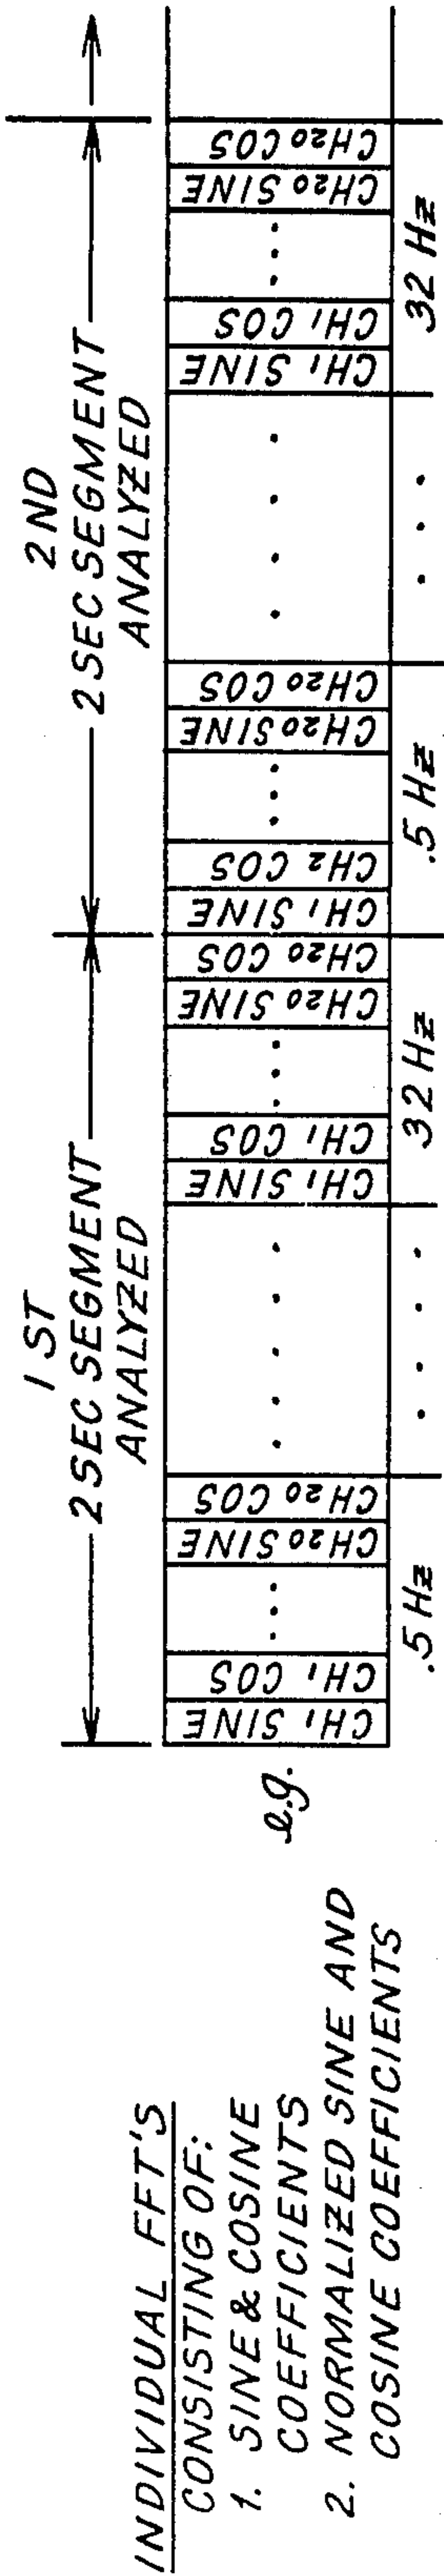 INDIVIDUAL FFT'S
CONSISTING OF:
1. SINE & COSINE
COEFFICIENTS
2. NORMALIZED SINE AND
COSINE COEFFICIENTS
e.g.
1 ST
2 SEC SEGMENT
ANALYZED
2 ND
2 SEC SEGMENT
ANALYZED
CH1 SINE
CH1 COS
. . .
CH20 SINE
CH20 COS
. . . . .
CH1 SINE
CH1 COS
. . .
CH20 SINE
CH20 COS
CH1 SINE
CH2 COS
. . .
CH20 SINE
CH20 COS
. . . .
CH1 SINE
CH1 COS
. . .
CH20 SINE
CH20 COS
.5 Hz
. . . .
32 Hz
.5 Hz
. . .
32 Hz